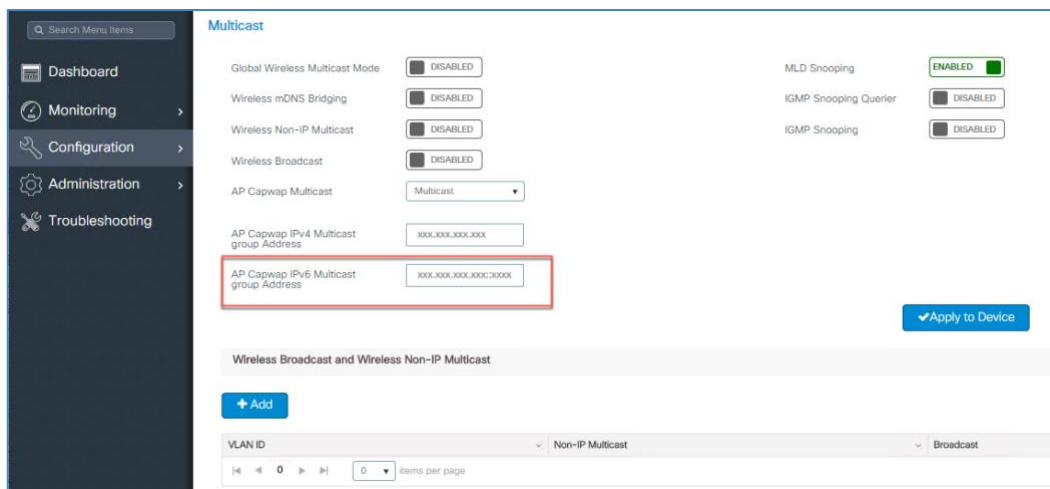 Search Menu Items
Dashboard
Monitoring
Configuration
Administration
Troubleshooting
Multicast
Global Wireless Multicast Mode
DISABLED
Wireless mDNS Bridging
DISABLED
Wireless Non-IP Multicast
DISABLED
Wireless Broadcast
DISABLED
AP Capwap Multicast
Multicast
AP Capwap IPv4 Multicast
group Address
xxx.xxx.xxx.xxx
AP Capwap IPv6 Multicast
group Address
xxx.xxx.xxx.xxx::xxxx
MLD Snooping
ENABLED
IGMP Snooping Querier
DISABLED
IGMP Snooping
DISABLED
Apply to Device
Wireless Broadcast and Wireless Non-IP Multicast
+ Add
VLAN ID
Non-IP Multicast
Broadcast
0
0
items per page